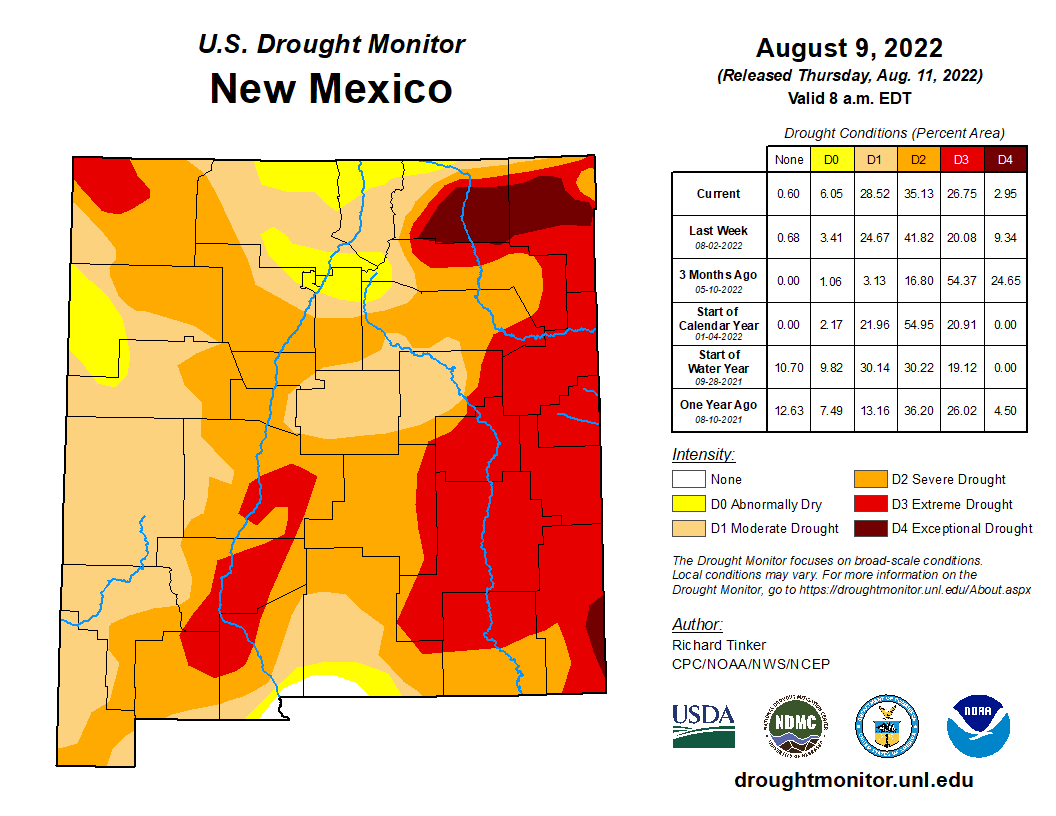 U.S. Drought Monitor
New Mexico
August 9, 2022
(Released Thursday, Aug. 11, 2022)
Valid 8 a.m. EDT
Drought Conditions (Percent Area)
None D0 D1 D2 D3 D4
Current 0.60 6.05 28.52 35.13 26.75 2.95
Last Week
08-02-2022 0.68 3.41 24.67 41.82 20.08 9.34
3 Months Ago
05-10-2022 0.00 1.06 3.13 16.80 54.37 24.65
Start of
Calendar Year
01-04-2022 0.00 2.17 21.96 54.95 20.91 0.00
Start of
Water Year
09-28-2021 10.70 9.82 30.14 30.22 19.12 0.00
One Year Ago
08-10-2021 12.63 7.49 13.16 36.20 26.02 4.50
Intensity:
None
D0 Abnormally Dry
D1 Moderate Drought
D2 Severe Drought
D3 Extreme Drought
D4 Exceptional Drought
The Drought Monitor focuses on broad-scale conditions.
Local conditions may vary. For more information on the
Drought Monitor, go to https://droughtmonitor.unl.edu/About.aspx
Author:
Richard Tinker
CPC/NOAA/NWS/NCEP
USDA
NDMC
NOAA
droughtmonitor.unl.edu